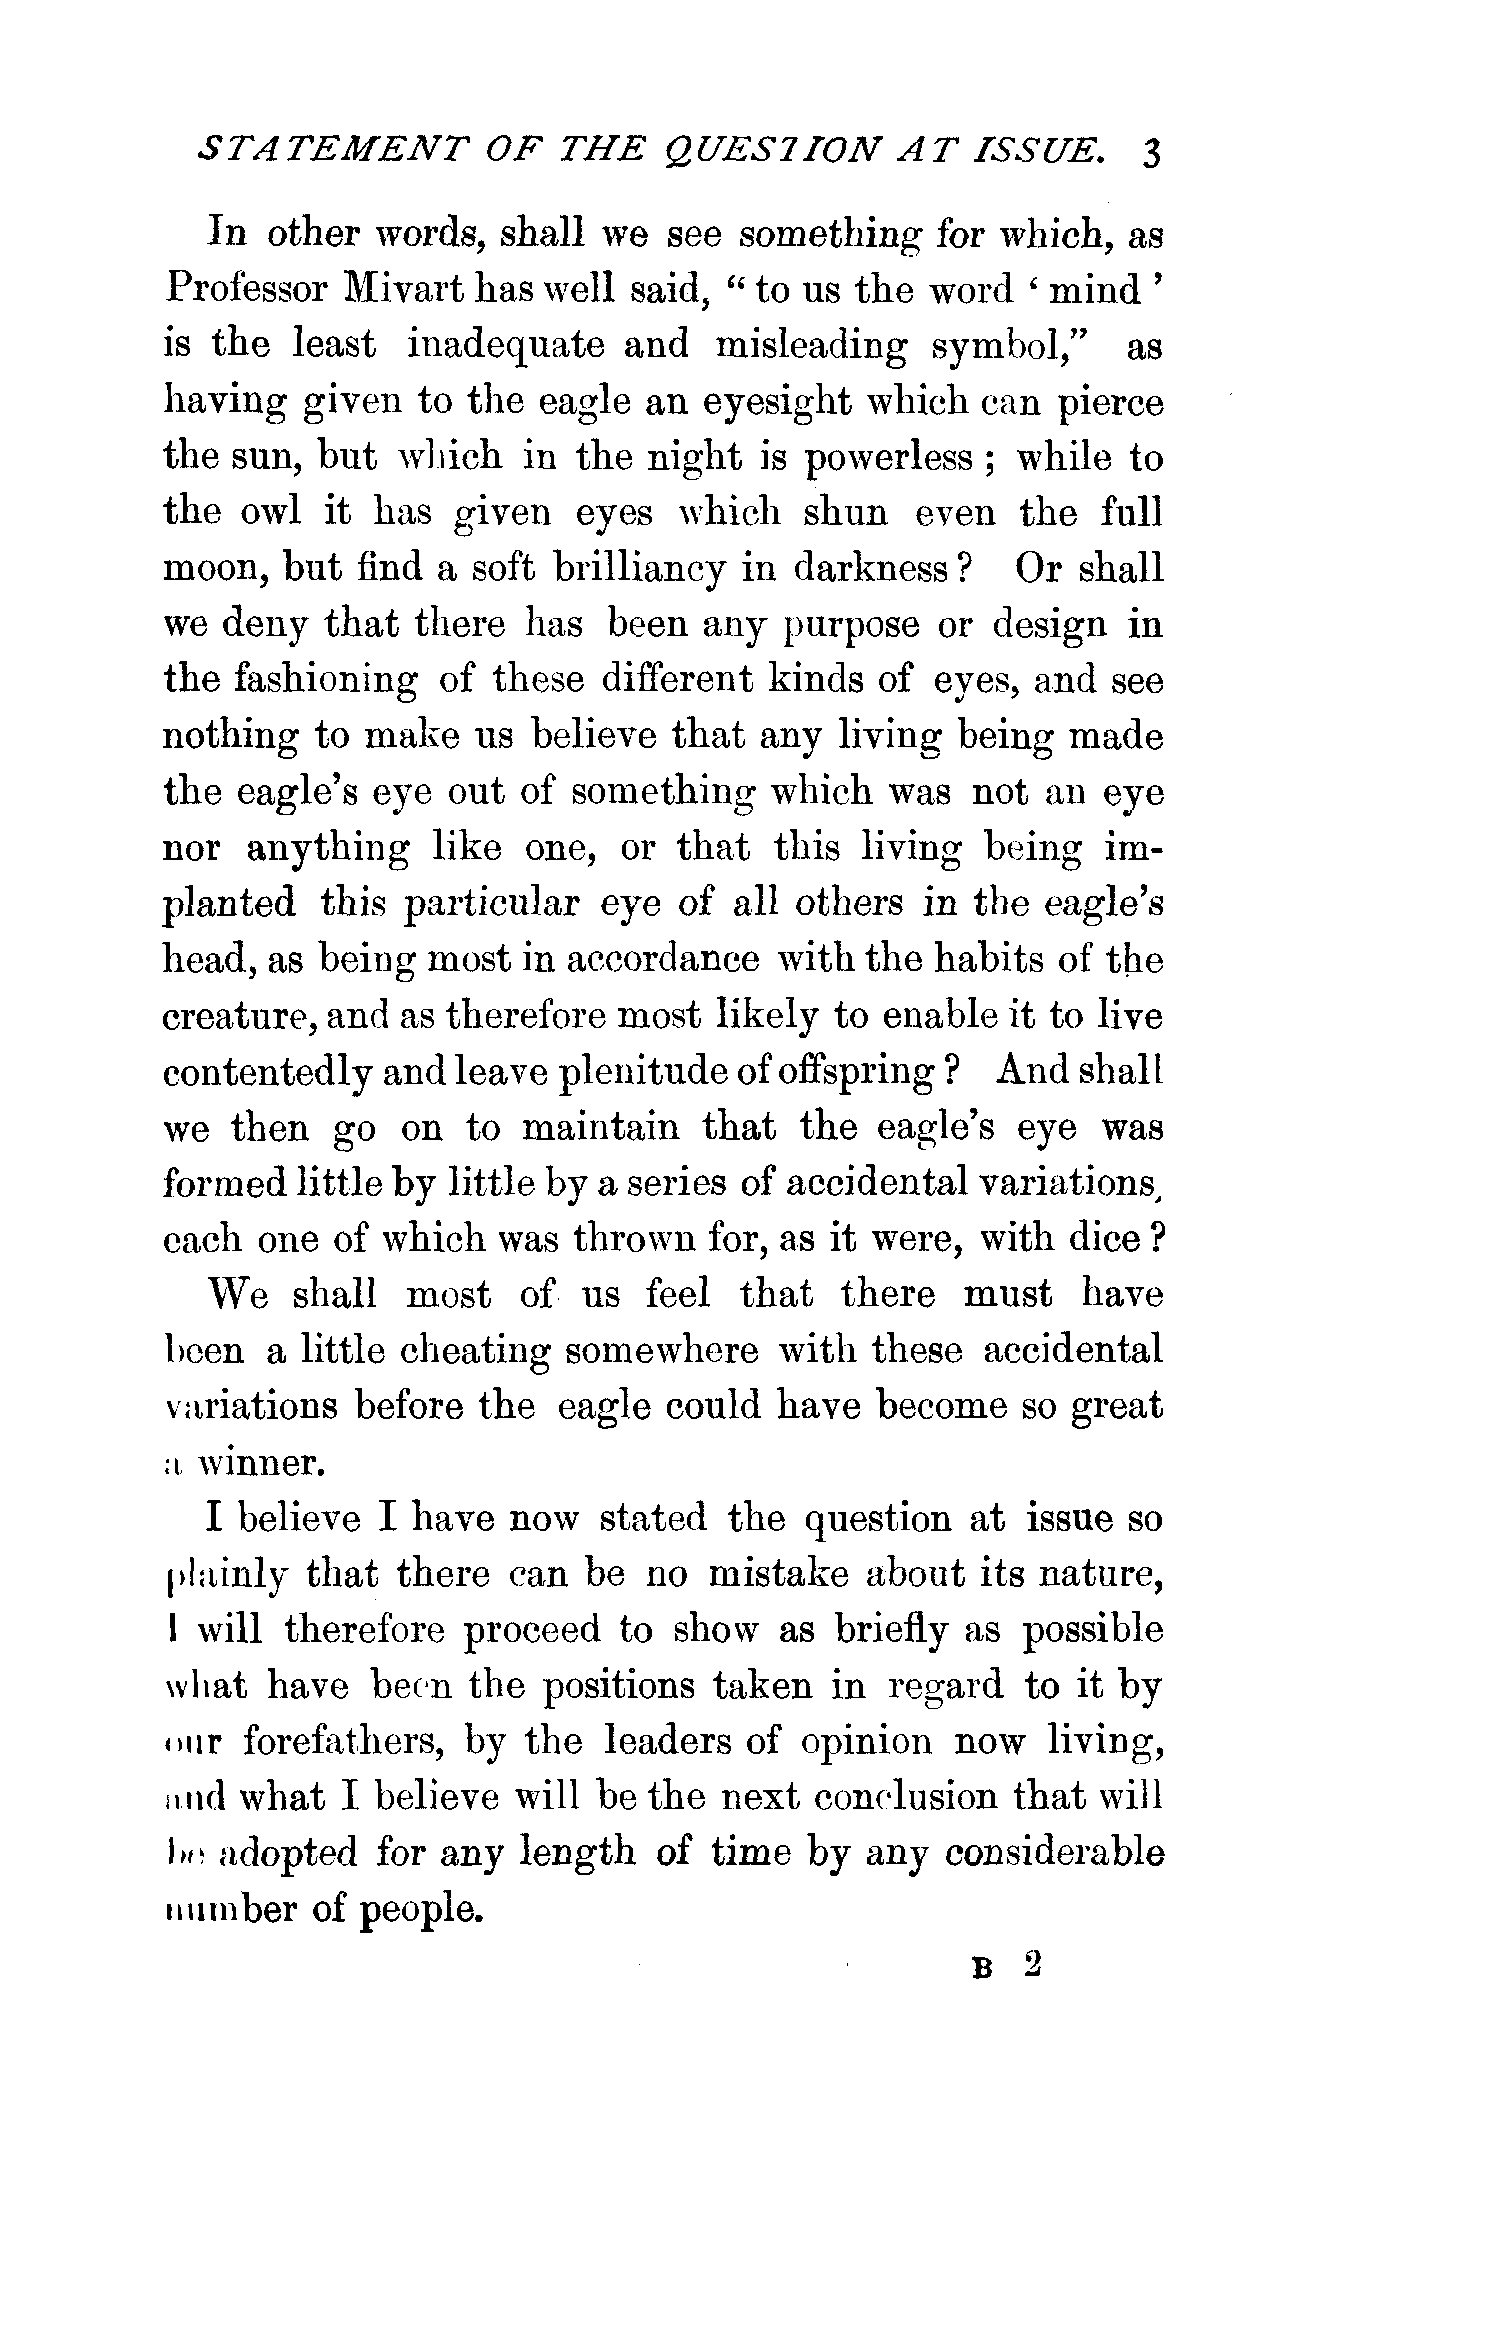 STATEMENT OF THE QUESTION AT ISSUE. 3
In other words, shall we see something for which, as
Professor Mivart has well said, “ to us the word ‘ mind ’
is the least inadequate and misleading symbol,” as
having given to the eagle an eyesight which can pierce
the sun, but which in the night is powerless ; while to
the owl it has given eyes which shun even the full
moon, but find a soft brilliancy in darkness ? Or shall
we deny that there has been any purpose or design in
the fashioning of these different kinds of eyes, and see
nothing to make us believe that any living being made
the eagle’s eye out of something which was not an eye
nor anything like one, or that this living being im-
planted this particular eye of all others in the eagle’s
head, as being most in accordance with the habits of the
creature, and as therefore most likely to enable it to live
contentedly and leave plenitude of offspring ? And shall
we then go on to maintain that the eagle’s eye was
formed little by little by a series of accidental variations,
each one of which was thrown for, as it were, with dice ?
We shall most of us feel that there must have
been a little cheating somewhere with these accidental
variations before the eagle could have become so great
a winner.
I believe I have now stated the question at issue so
plainly that there can be no mistake about its nature,
I will therefore proceed to show as briefly as possible
what have been the positions taken in regard to it by
our forefathers, by the leaders of opinion now living,
and what I believe will be the next conclusion that will
be adopted for any length of time by any considerable
number of people.
B 2